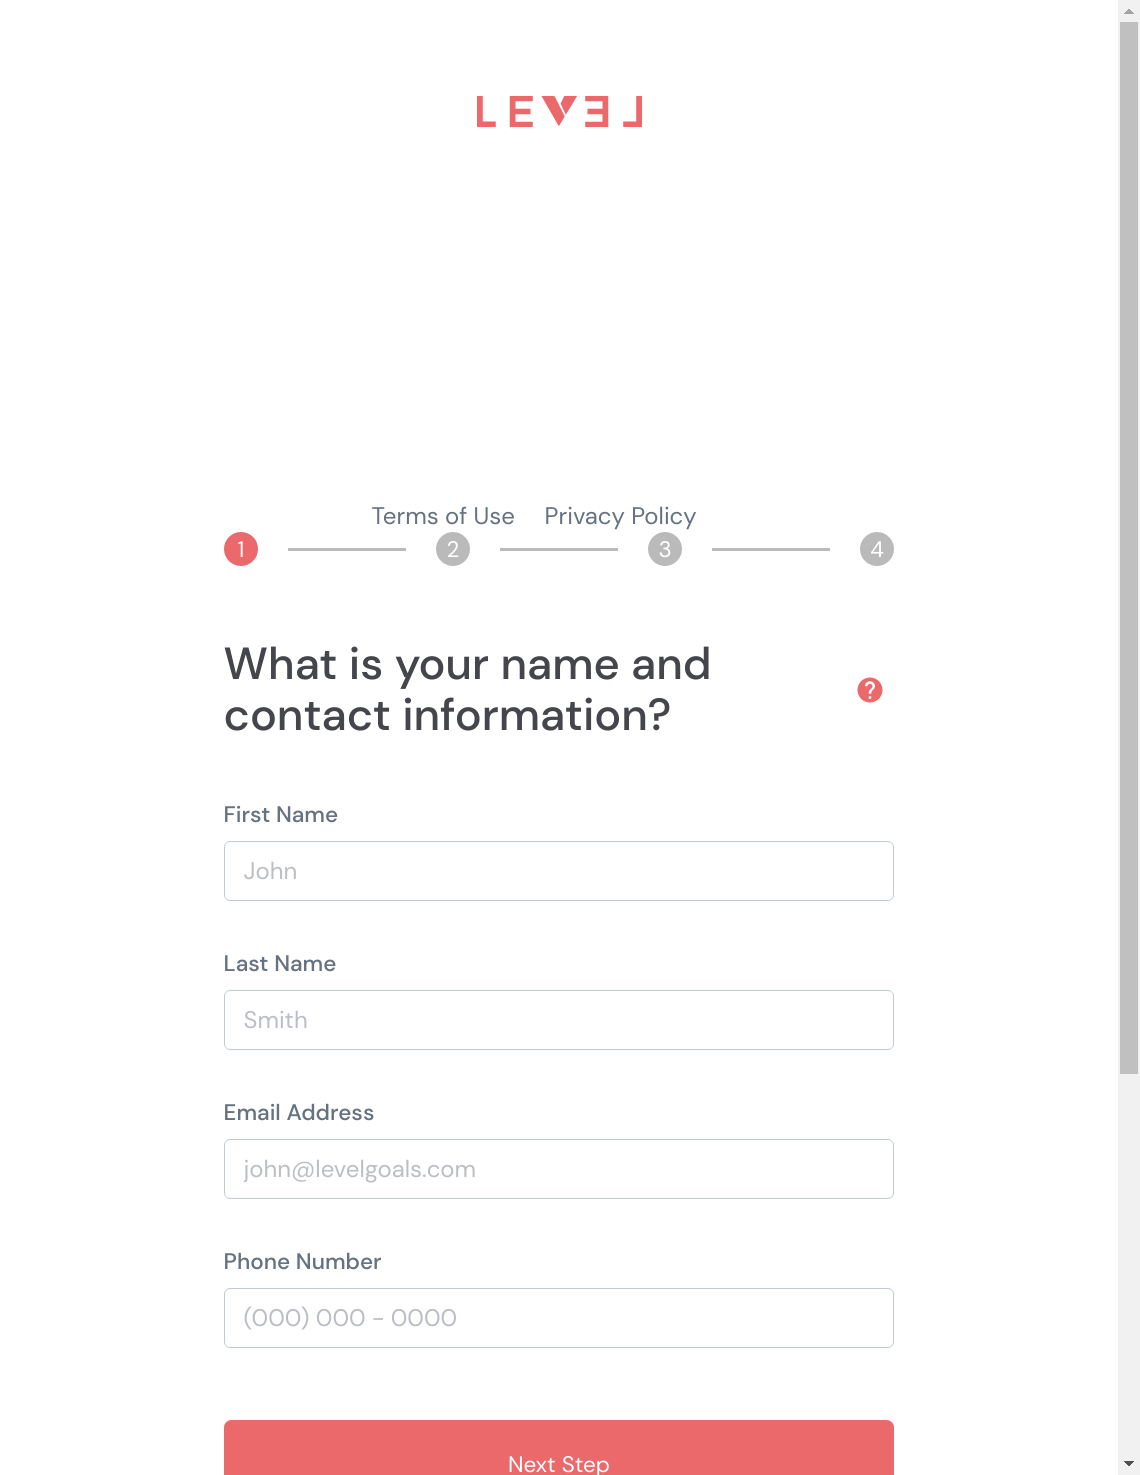 LEVEL
Terms of Use Privacy Policy
1 2 3 4
What is your name and
contact information?
?
First Name
John
Last Name
Smith
Email Address
john@levelgoals.com
Phone Number
(000) 000 - 0000
Next Step